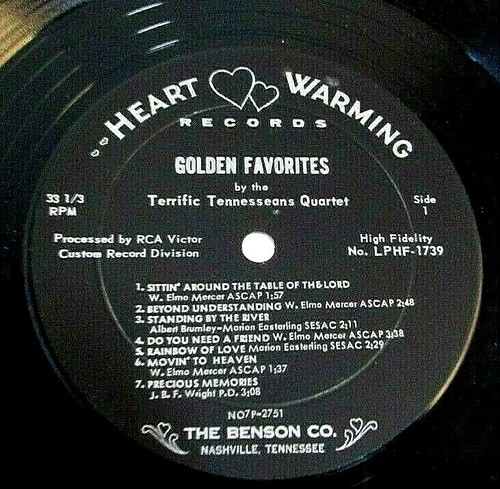 HEART WARMING
RECORDS
GOLDEN FAVORITES
by the
Terrific Tennesseans Quartet
33 1/3
RPM
Side
1
Processed by RCA Victor
Custom Record Division
High Fidelity
No. LPHF-1739
1. SITTIN' AROUND THE TABLE OF THE LORD
W. Elmo Mercer ASCAP 1:57
2. BEYOND UNDERSTANDING W. Elmo Mercer ASCAP 2:48
3. STANDING BY THE RIVER
Albert Brumley-Marion Easterling SESAC 2:11
4. DO YOU NEED A FRIEND W. Elmo Mercer ASCAP 3:38
5. RAINBOW OF LOVE Marion Easterling SESAC 2:29
6. MOVIN' TO HEAVEN
W. Elmo Mercer ASCAP 1:37
7. PRECIOUS MEMORIES
J. B. F. Wright P.D. 3:08
NO7P-2751
THE BENSON CO.
NASHVILLE, TENNESSEE